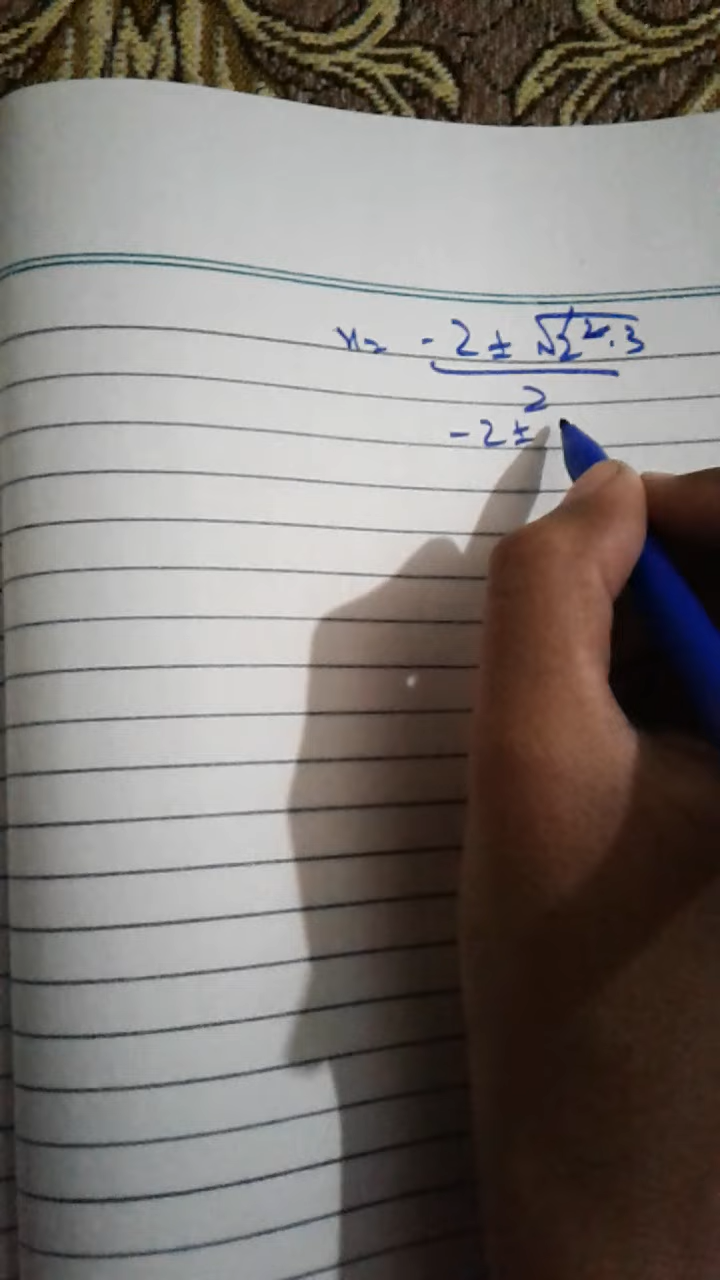 x = -2 ± √2².3
2
-2 ±